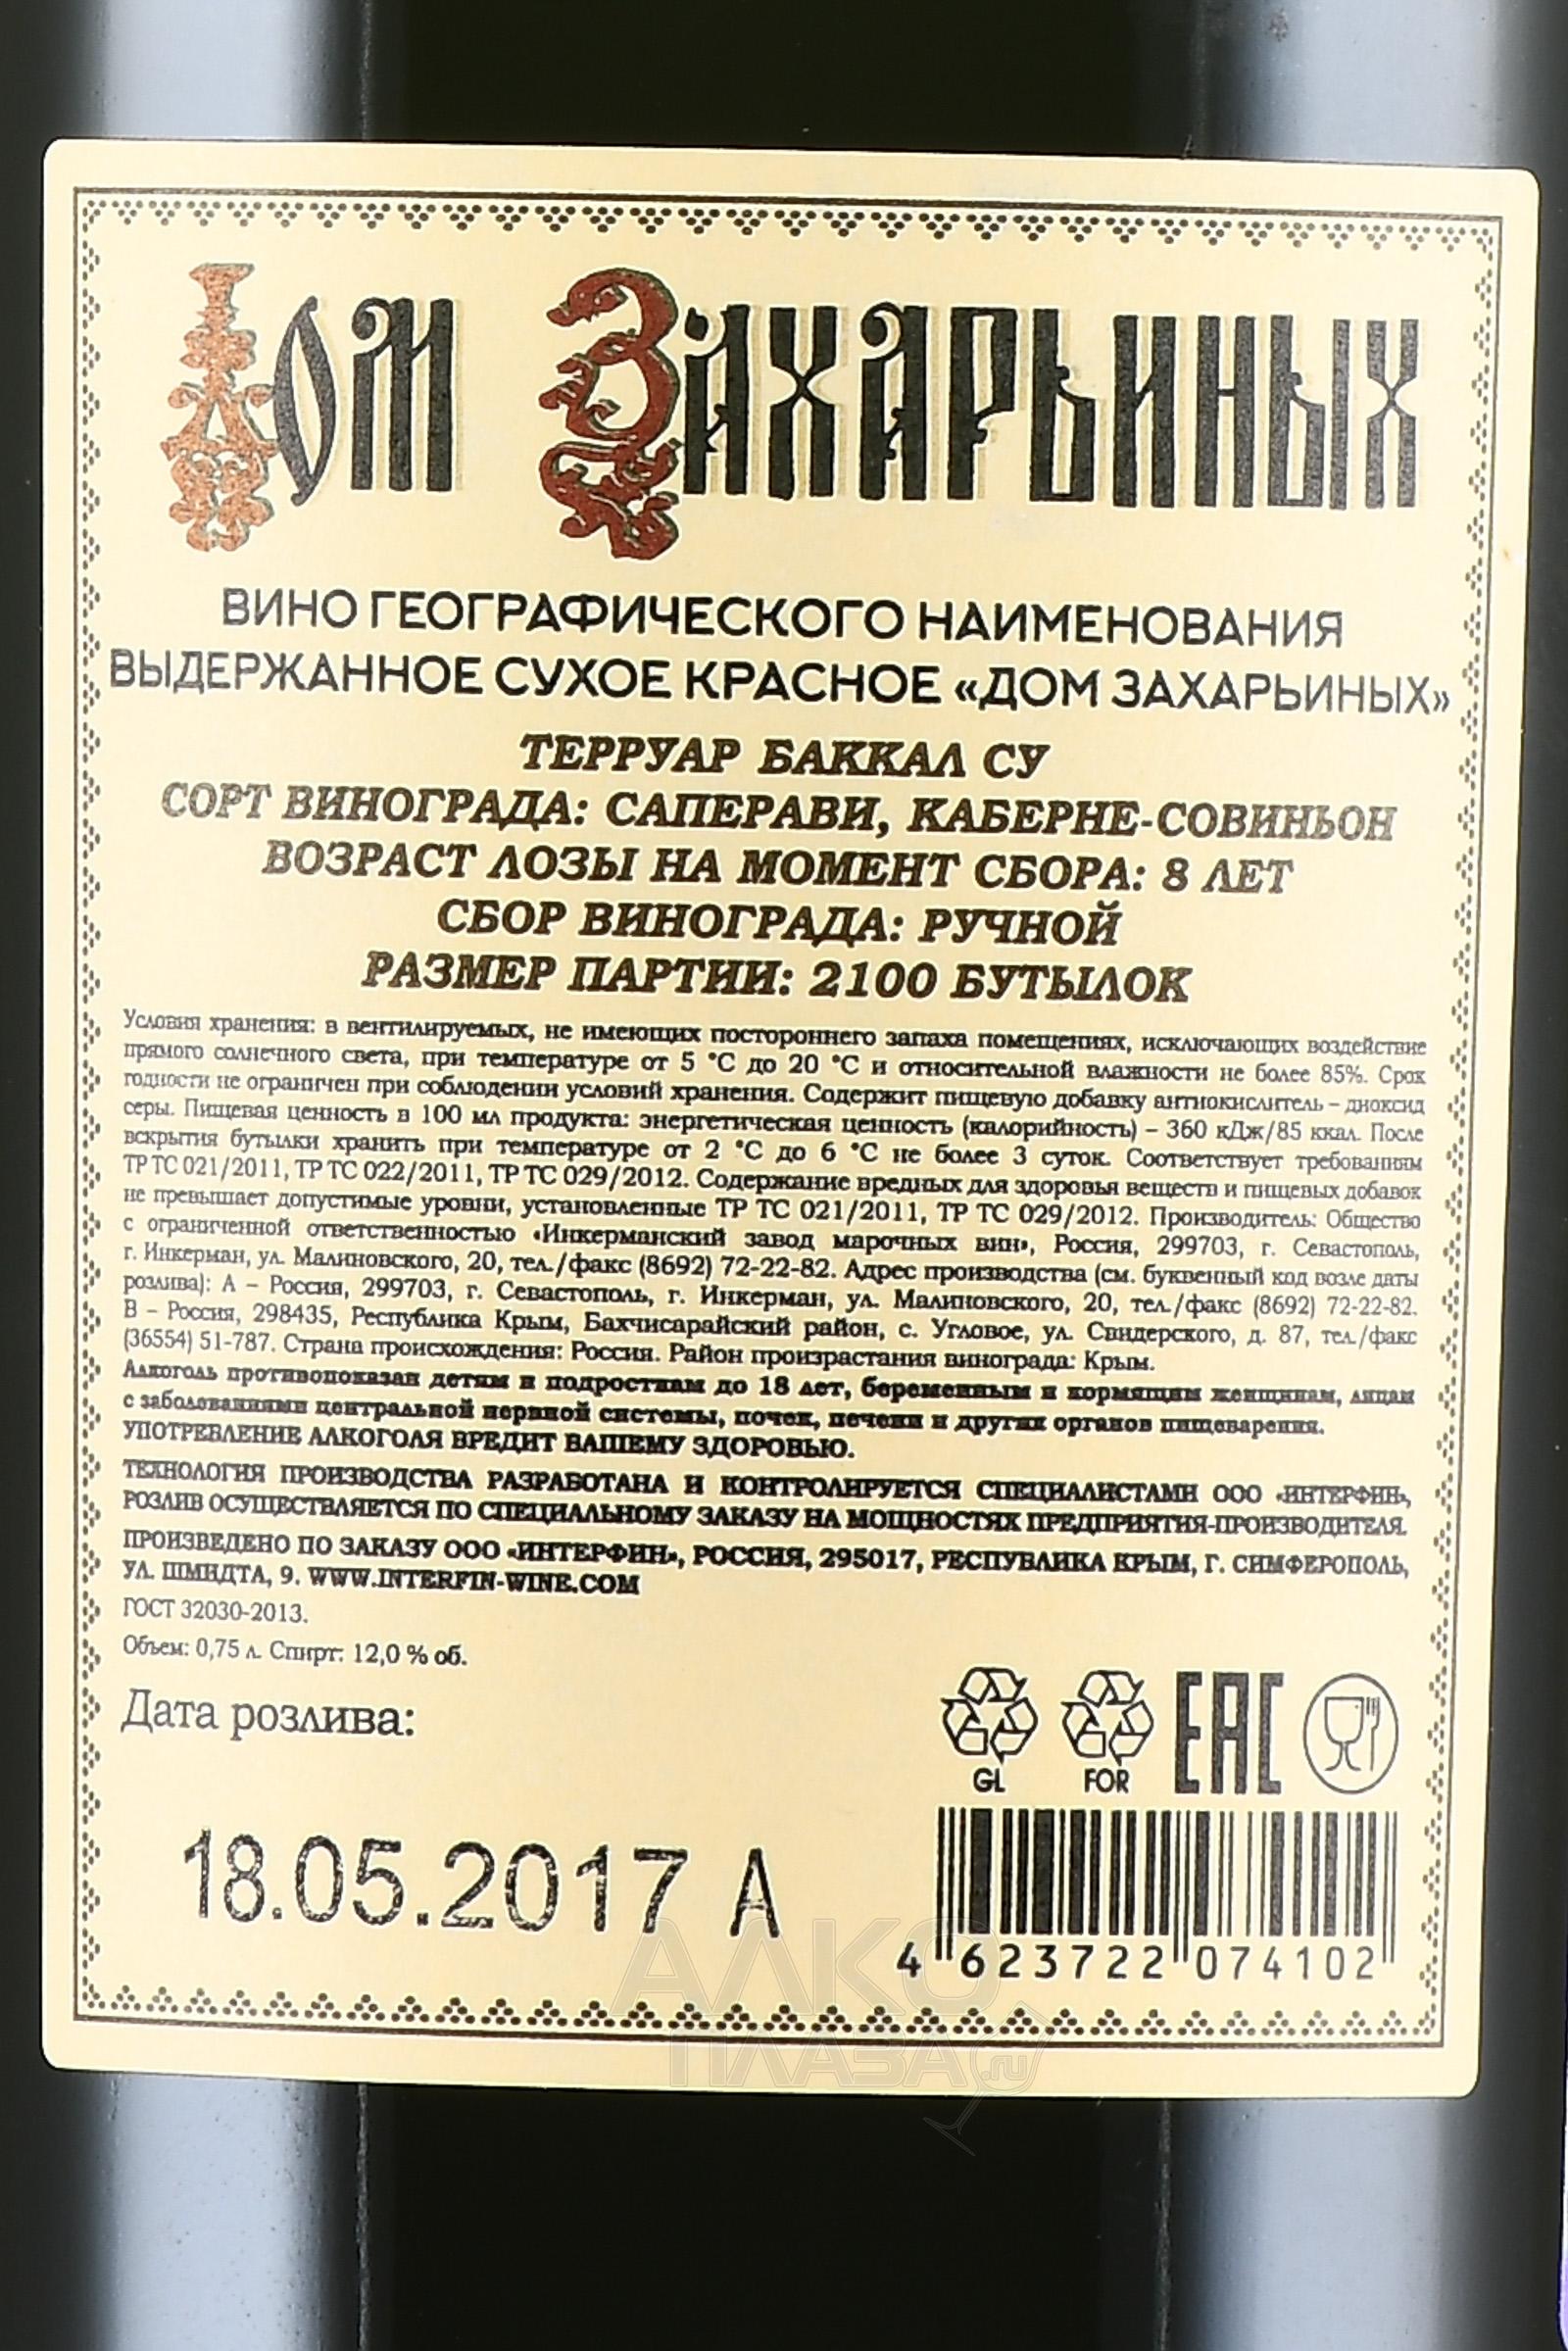 Дом Захарьиных
ВИНО ГЕОГРАФИЧЕСКОГО НАИМЕНОВАНИЯ
ВЫДЕРЖАННОЕ СУХОЕ КРАСНОЕ «ДОМ ЗАХАРЬИНЫХ»
ТЕРРУАР БАККАЛ СУ
СОРТ ВИНОГРАДА: САПЕРАВИ, КАБЕРНЕ-СОВИНЬОН
ВОЗРАСТ ЛОЗЫ НА МОМЕНТ СБОРА: 8 ЛЕТ
СБОР ВИНОГРАДА: РУЧНОЙ
РАЗМЕР ПАРТИИ: 2100 БУТЫЛОК
Условия хранения: в вентилируемых, не имеющих постороннего запаха помещениях, исключающих воздействие
прямого солнечного света, при температуре от 5 °С до 20 °С и относительной влажности не более 85%. Срок
годности не ограничен при соблюдении условий хранения. Содержит пищевую добавку антиокислитель – диоксид
серы. Пищевая ценность в 100 мл продукта: энергетическая ценность (калорийность) – 360 кДж/85 ккал. После
вскрытия бутылки хранить при температуре от 2 °С до 6 °С не более 3 суток. Соответствует требованиям
ТР ТС 021/2011, ТР ТС 022/2011, ТР ТС 029/2012. Содержание вредных для здоровья веществ и пищевых добавок
не превышает допустимые уровни, установленные ТР ТС 021/2011, ТР ТС 029/2012. Производитель: Общество
с ограниченной ответственностью «Инкерманский завод марочных вин», Россия, 299703, г. Севастополь,
г. Инкерман, ул. Малиновского, 20, тел./факс (8692) 72-22-82. Адрес производства (см. буквенный код возле даты
розлива): А – Россия, 299703, г. Севастополь, г. Инкерман, ул. Малиновского, 20, тел./факс (8692) 72-22-82.
В – Россия, 298435, Республика Крым, Бахчисарайский район, с. Угловое, ул. Свидерского, д. 87, тел./факс
(36554) 51-787. Страна происхождения: Россия. Район произрастания винограда: Крым.
Алкоголь противопоказан детям и подросткам до 18 лет, беременным и кормящим женщинам, лицам
с заболеваниями центральной нервной системы, почек, печени и других органов пищеварения.
УПОТРЕБЛЕНИЕ АЛКОГОЛЯ ВРЕДИТ ВАШЕМУ ЗДОРОВЬЮ.
ТЕХНОЛОГИЯ ПРОИЗВОДСТВА РАЗРАБОТАНА И КОНТРОЛИРУЕТСЯ СПЕЦИАЛИСТАМИ ООО «ИНТЕРФИН»,
РОЗЛИВ ОСУЩЕСТВЛЯЕТСЯ ПО СПЕЦИАЛЬНОМУ ЗАКАЗУ НА МОЩНОСТЯХ ПРЕДПРИЯТИЯ-ПРОИЗВОДИТЕЛЯ.
ПРОИЗВЕДЕНО ПО ЗАКАЗУ ООО «ИНТЕРФИН», РОССИЯ, 295017, РЕСПУБЛИКА КРЫМ, Г. СИМФЕРОПОЛЬ,
УЛ. ШМИДТА, 9. WWW.INTERFIN-WINE.COM
ГОСТ 32030-2013.
Объем: 0,75 л. Спирт: 12,0 % об.
Дата розлива:
GL FOR EAC
18.05.2017 A
4 623722 074102
АЛКО
ПЛАЗА.ru